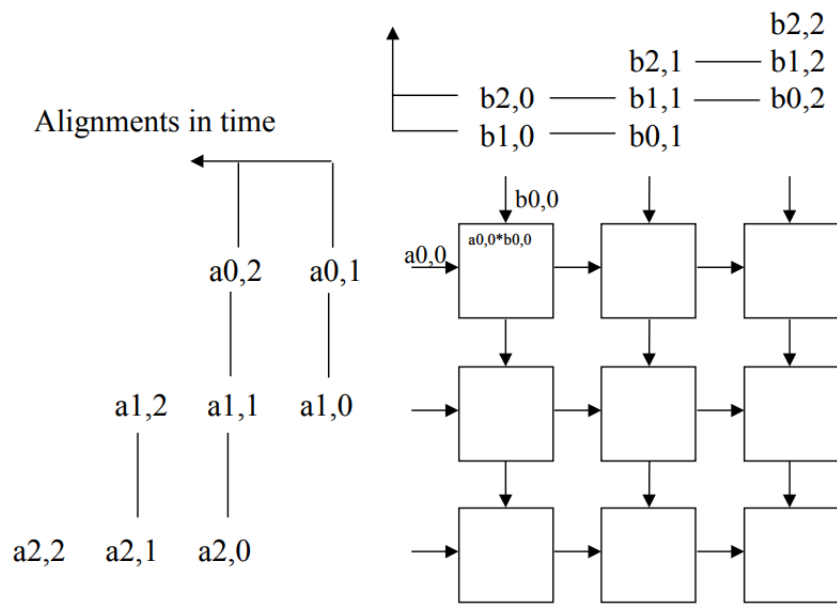 b2,2
b2,1 b1,2
b2,0 b1,1 b0,2
Alignments in time
b1,0 b0,1
b0,0
a0,0*b0,0
a0,2 a0,1 a0,0
a1,2 a1,1 a1,0
a2,2 a2,1 a2,0